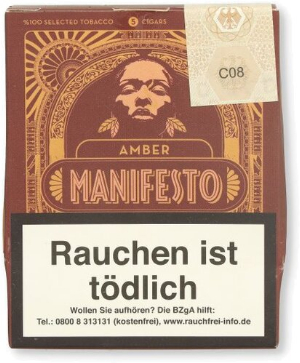 %100 SELECTED TOBACCO 5 CIGARS
C08
AMBER
MANIFESTO
Rauchen ist
tödlich
Wollen Sie aufhören? Die BZgA hilft:
Tel.: 0800 8 313131 (kostenfrei), www.rauchfrei-info.de